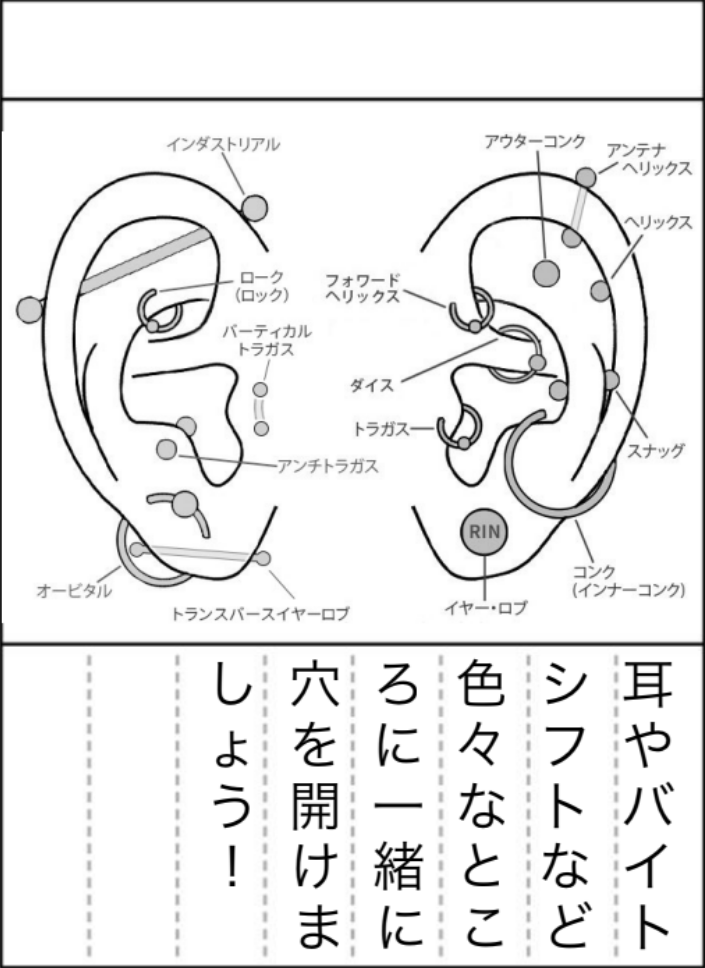 インダストリアル
ローク
(ロック)
バーティカル
トラガス
アンチトラガス
オービタル
トランスバースイヤーロブ
アウターコンク
アンテナ
ヘリックス
ヘリックス
フォワード
ヘリックス
ダイス
トラガス
スナッグ
RIN
コンク
(インナーコンク)
イヤー・ロブ
耳やバイト
シフトなど
色々なとこ
ろに一緒に
穴を開けま
しょう！